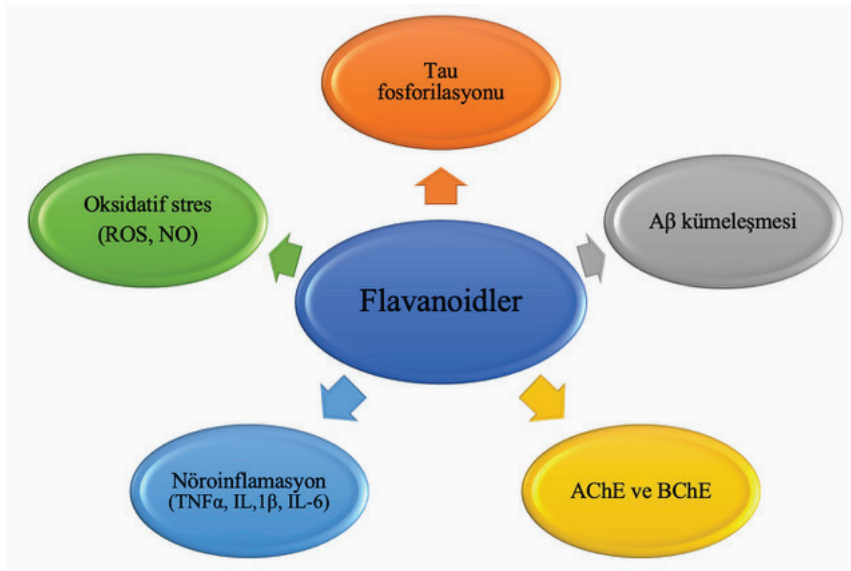 Tau
fosforilasyonu
Oksidatif stres
(ROS, NO)
Aβ kümeleşmesi
Flavanoidler
Nöroinflamasyon
(TNFα, IL,1β, IL-6)
AChE ve BChE